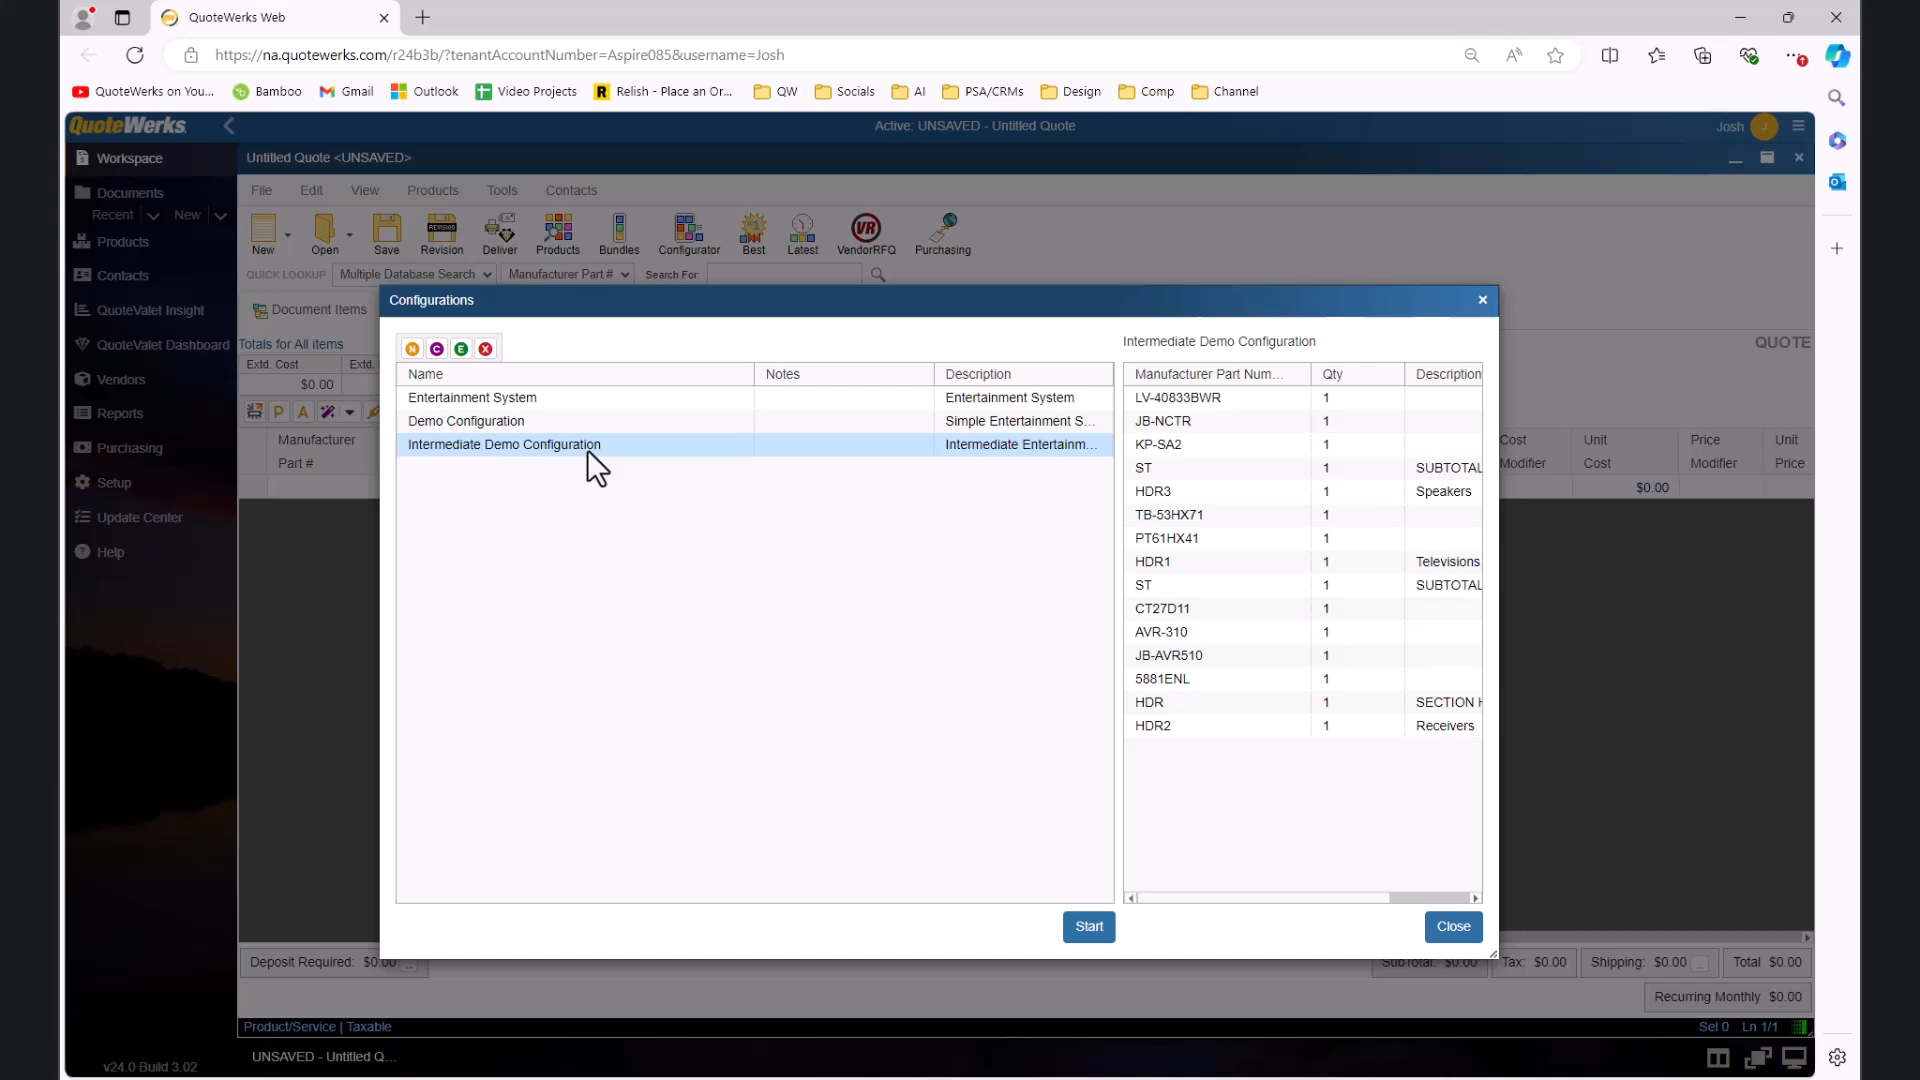 QuoteWerks Web
https://na.quotewerks.com/r24b3b/?tenantAccountNumber=Aspire085&username=Josh
QuoteWerks on You... Bamboo Gmail Outlook Video Projects Relish - Place an Or... QW Socials AI PSA/CRMs Design Comp Channel
QuoteWerks Active: UNSAVED - Untitled Quote Josh J
Workspace
Untitled Quote <UNSAVED>
Documents
Recent New
Products
Contacts
QuoteValet Insight
QuoteValet Dashboard
Vendors
Reports
Purchasing
Setup
Update Center
Help
v24.0 Build 3.02
File Edit View Products Tools Contacts
New Open Save Revision Deliver Products Bundles Configurator Best Latest VendorRFQ Purchasing
QUICK LOOKUP Multiple Database Search Manufacturer Part # Search For:
Document Items
Totals for All items QUOTE
Extd. Cost Extd.
$0.00
P A
Manufacturer
Part #
Cost
Modifier
Unit
Cost
Price
Modifier
Unit
Price
$0.00
Configurations
N C E X
Name Notes Description
Entertainment System Entertainment System
Demo Configuration Simple Entertainment S...
Intermediate Demo Configuration Intermediate Entertainm...
Intermediate Demo Configuration
Manufacturer Part Num... Qty Description
LV-40833BWR 1
JB-NCTR 1
KP-SA2 1
ST 1 SUBTOTAL
HDR3 1 Speakers
TB-53HX71 1
PT61HX41 1
HDR1 1 Televisions
ST 1 SUBTOTAL
CT27D11 1
AVR-310 1
JB-AVR510 1
5881ENL 1
HDR 1 SECTION H
HDR2 1 Receivers
Start Close
Deposit Required: $0.00 ... SubTotal: $0.00 Tax: $0.00 Shipping: $0.00 ... Total $0.00
Recurring Monthly $0.00
Product/Service | Taxable Sel 0 Ln 1/1
UNSAVED - Untitled Q...